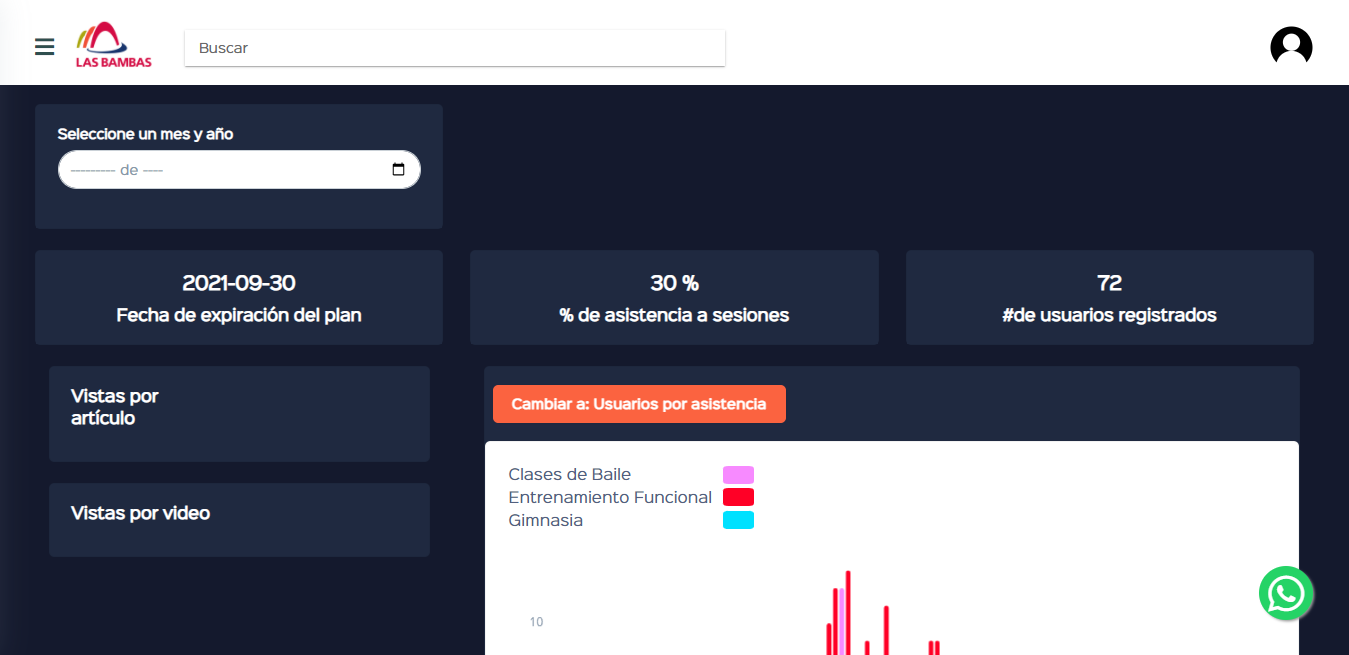 LAS BAMBAS
Buscar
Seleccione un mes y año
--------- de ----
2021-09-30
Fecha de expiración del plan
30 %
% de asistencia a sesiones
72
#de usuarios registrados
Vistas por
artículo
Vistas por video
Cambiar a: Usuarios por asistencia
Clases de Baile
Entrenamiento Funcional
Gimnasia
10